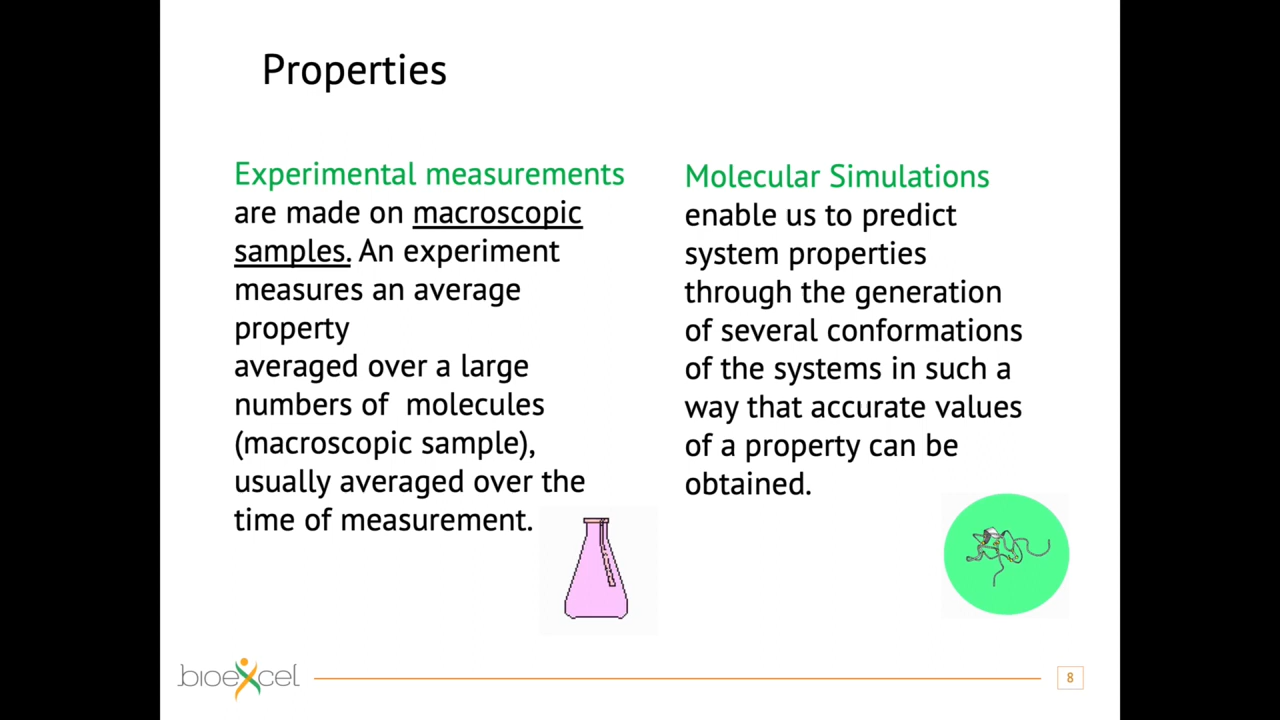 Properties
Experimental measurements
are made on macroscopic
samples. An experiment
measures an average
property
averaged over a large
numbers of  molecules
(macroscopic sample),
usually averaged over the
time of measurement.
Molecular Simulations
enable us to predict
system properties
through the generation
of several conformations
of the systems in such a
way that accurate values
of a property can be
obtained.
bioexcel
8